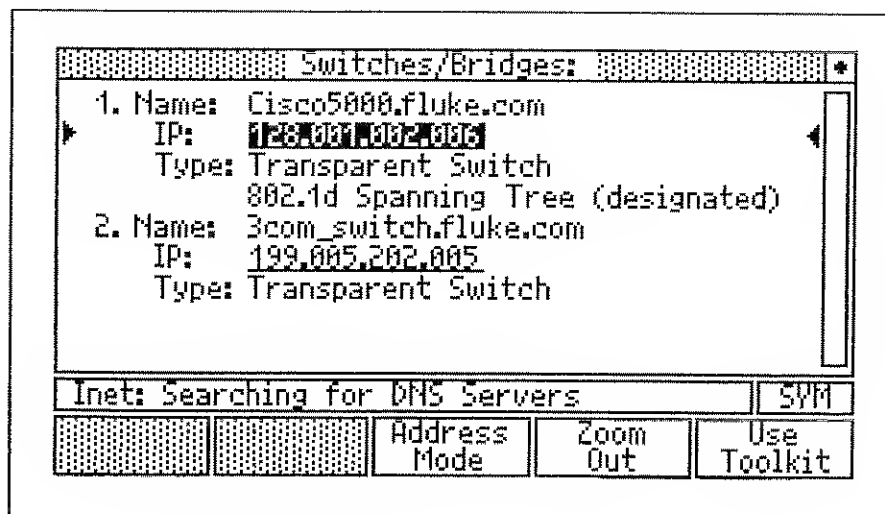 Switches/Bridges:
1. Name: Cisco5000.fluke.com
IP: 128.001.002.006
Type: Transparent Switch
802.1d Spanning Tree (designated)
2. Name: 3com_switch.fluke.com
IP: 199.005.202.005
Type: Transparent Switch
Inet: Searching for DNS Servers
SYM
Address Mode
Zoom Out
Use Toolkit